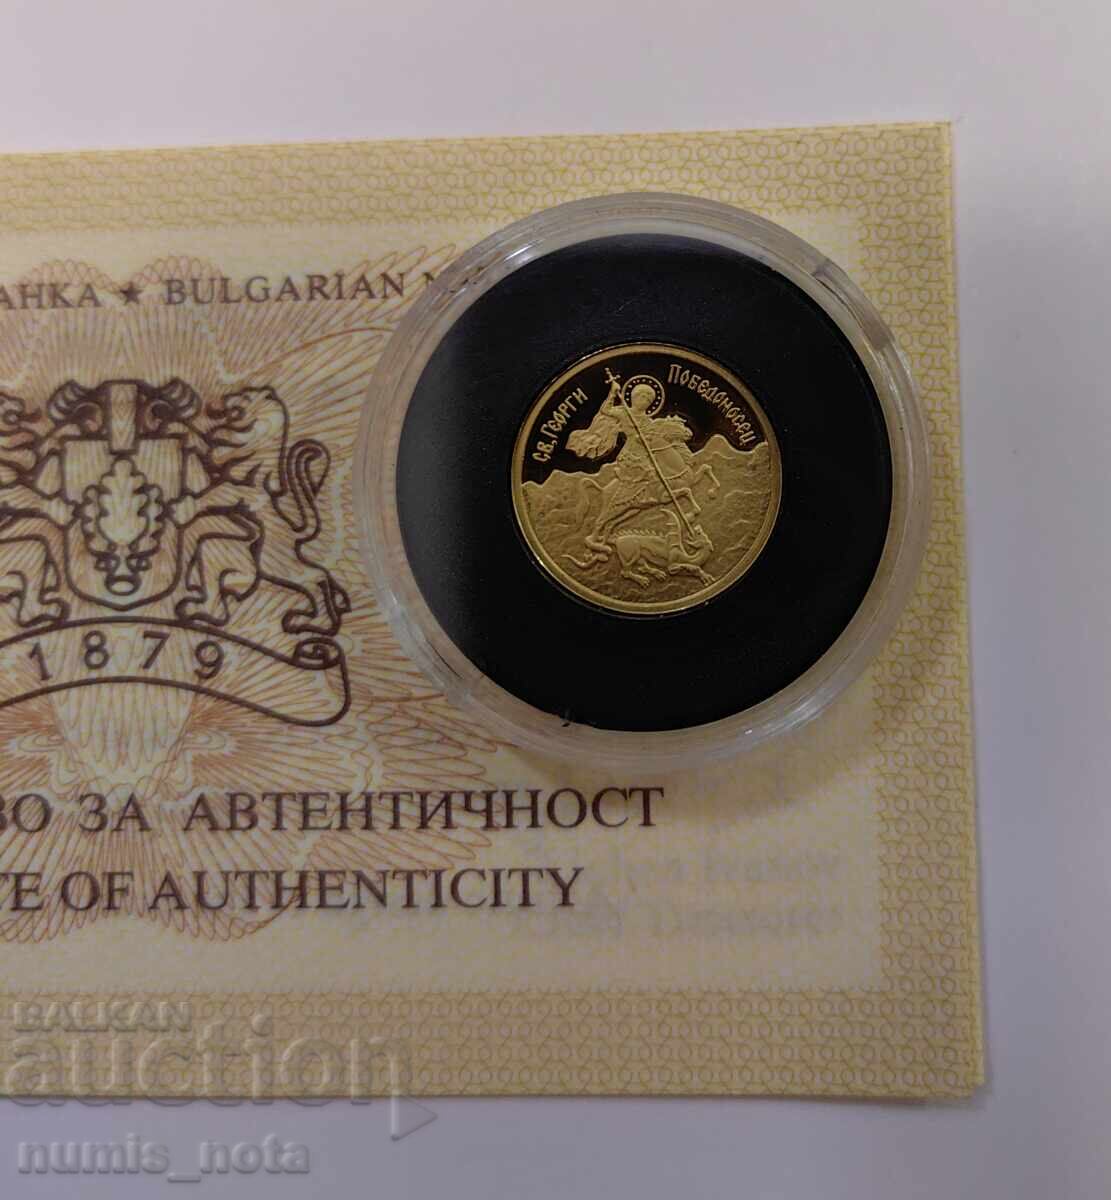 АНКА ★ BULGARIAN N
СВ. ГЕОРГИ ПОБЕДОНОСЕЦ
1879
ВО ЗА АВТЕНТИЧНОСТ
TE OF AUTHENTICITY
BALKAN
auction
numis_nota